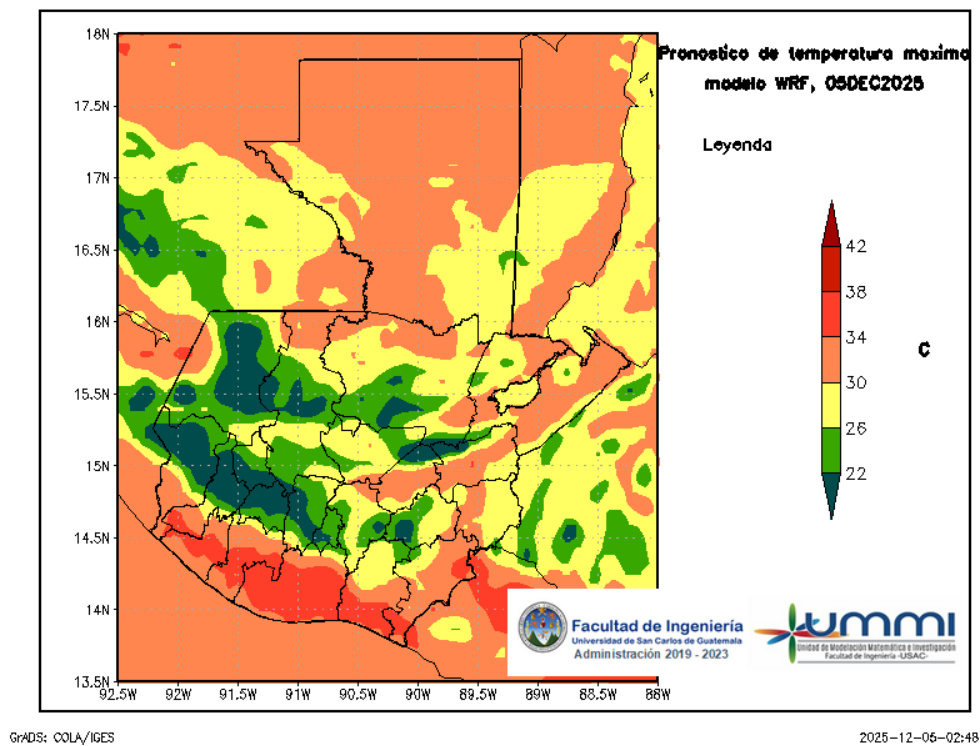 Pronostico de temperatura maxima
modelo WRF, 05DEC2025
Leyenda
42
38
34
30
26
22
C
18N
17.5N
17N
16.5N
16N
15.5N
15N
14.5N
14N
13.5N
92.5W
92W
91.5W
91W
90.5W
90W
89.5W
89W
88.5W
88W
Facultad de Ingeniería
Universidad de San Carlos de Guatemala
Administración 2019 - 2023
UMMI
Unidad de Modelación Matemática e Investigación
Facultad de Ingeniería -USAC-
GrADS: COLA/IGES
2025-12-05-02:48